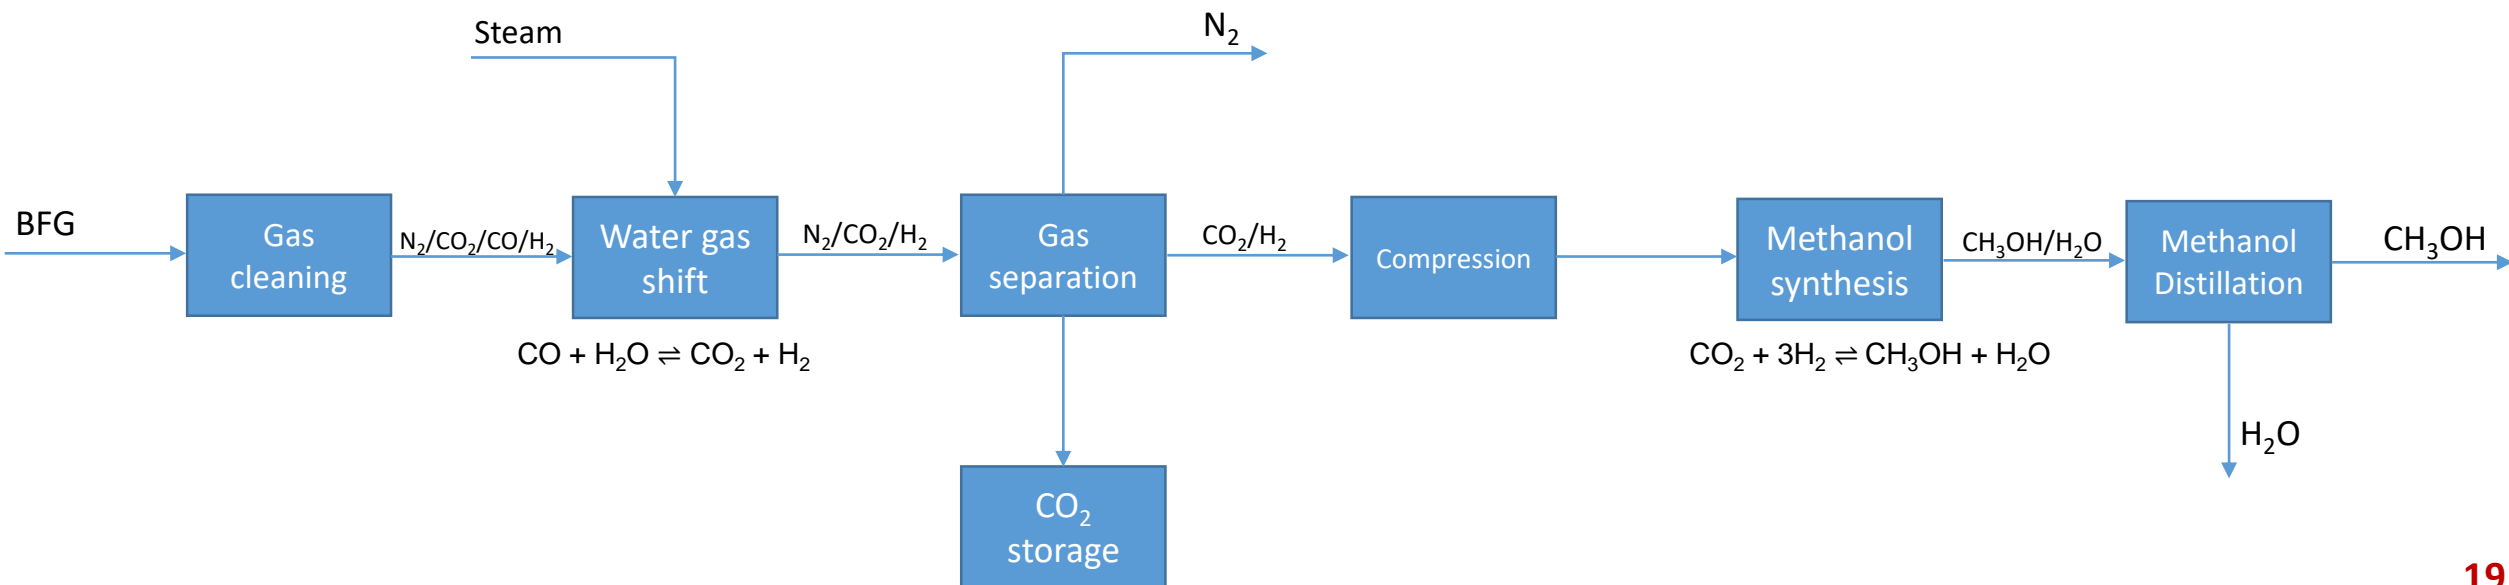 Steam
N₂
BFG
Gas
cleaning
N₂/CO₂/CO/H₂
Water gas
shift
N₂/CO₂/H₂
Gas
separation
CO₂/H₂
Compression
Methanol
synthesis
CH₃OH/H₂O
Methanol
Distillation
CH₃OH
CO + H₂O ⇌ CO₂ + H₂
CO₂ + 3H₂ ⇌ CH₃OH + H₂O
H₂O
CO₂
storage
19